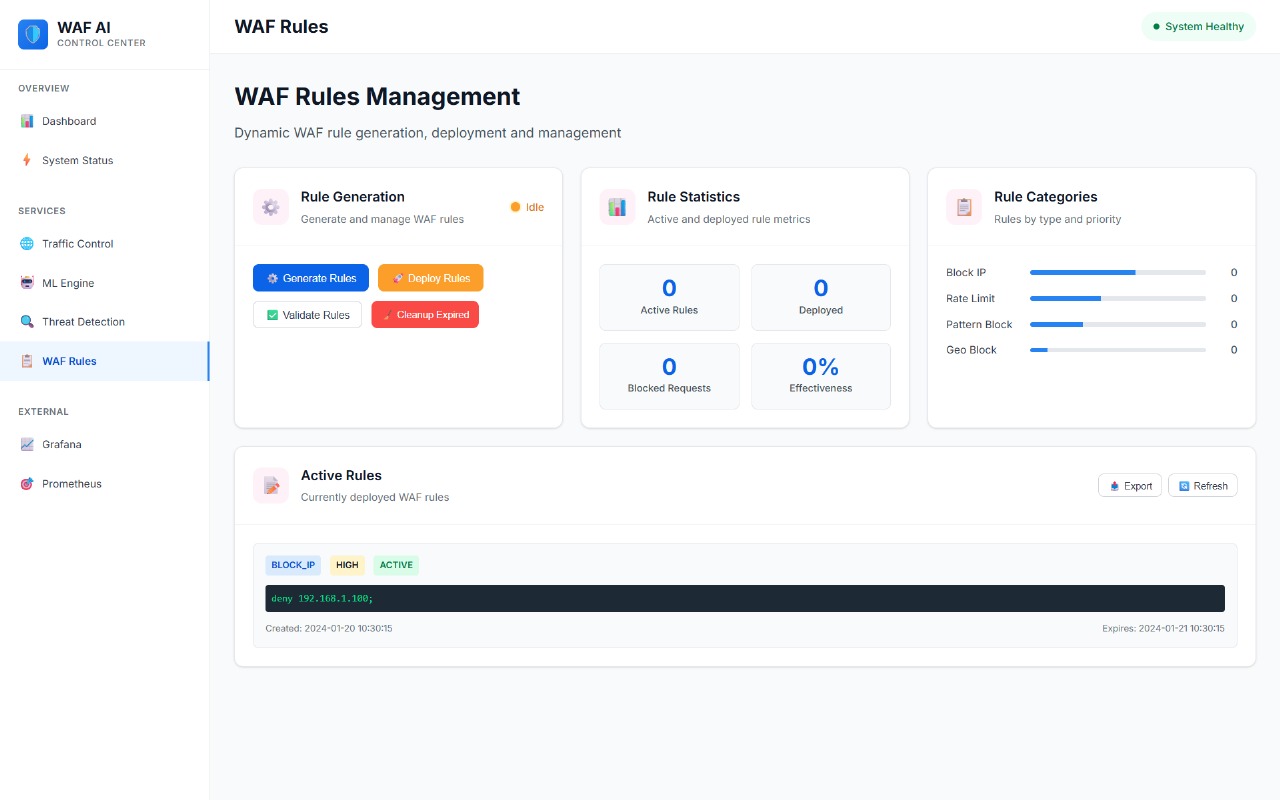 WAF AI
CONTROL CENTER
OVERVIEW
Dashboard
System Status
SERVICES
Traffic Control
ML Engine
Threat Detection
WAF Rules
EXTERNAL
Grafana
Prometheus
WAF Rules
System Healthy
WAF Rules Management
Dynamic WAF rule generation, deployment and management
Rule Generation
Generate and manage WAF rules
Idle
Generate Rules
Deploy Rules
Validate Rules
Cleanup Expired
Rule Statistics
Active and deployed rule metrics
0
Active Rules
0
Deployed
0
Blocked Requests
0%
Effectiveness
Rule Categories
Rules by type and priority
Block IP 0
Rate Limit 0
Pattern Block 0
Geo Block 0
Active Rules
Currently deployed WAF rules
Export
Refresh
BLOCK_IP HIGH ACTIVE
deny 192.168.1.100;
Created: 2024-01-20 10:30:15
Expires: 2024-01-21 10:30:15